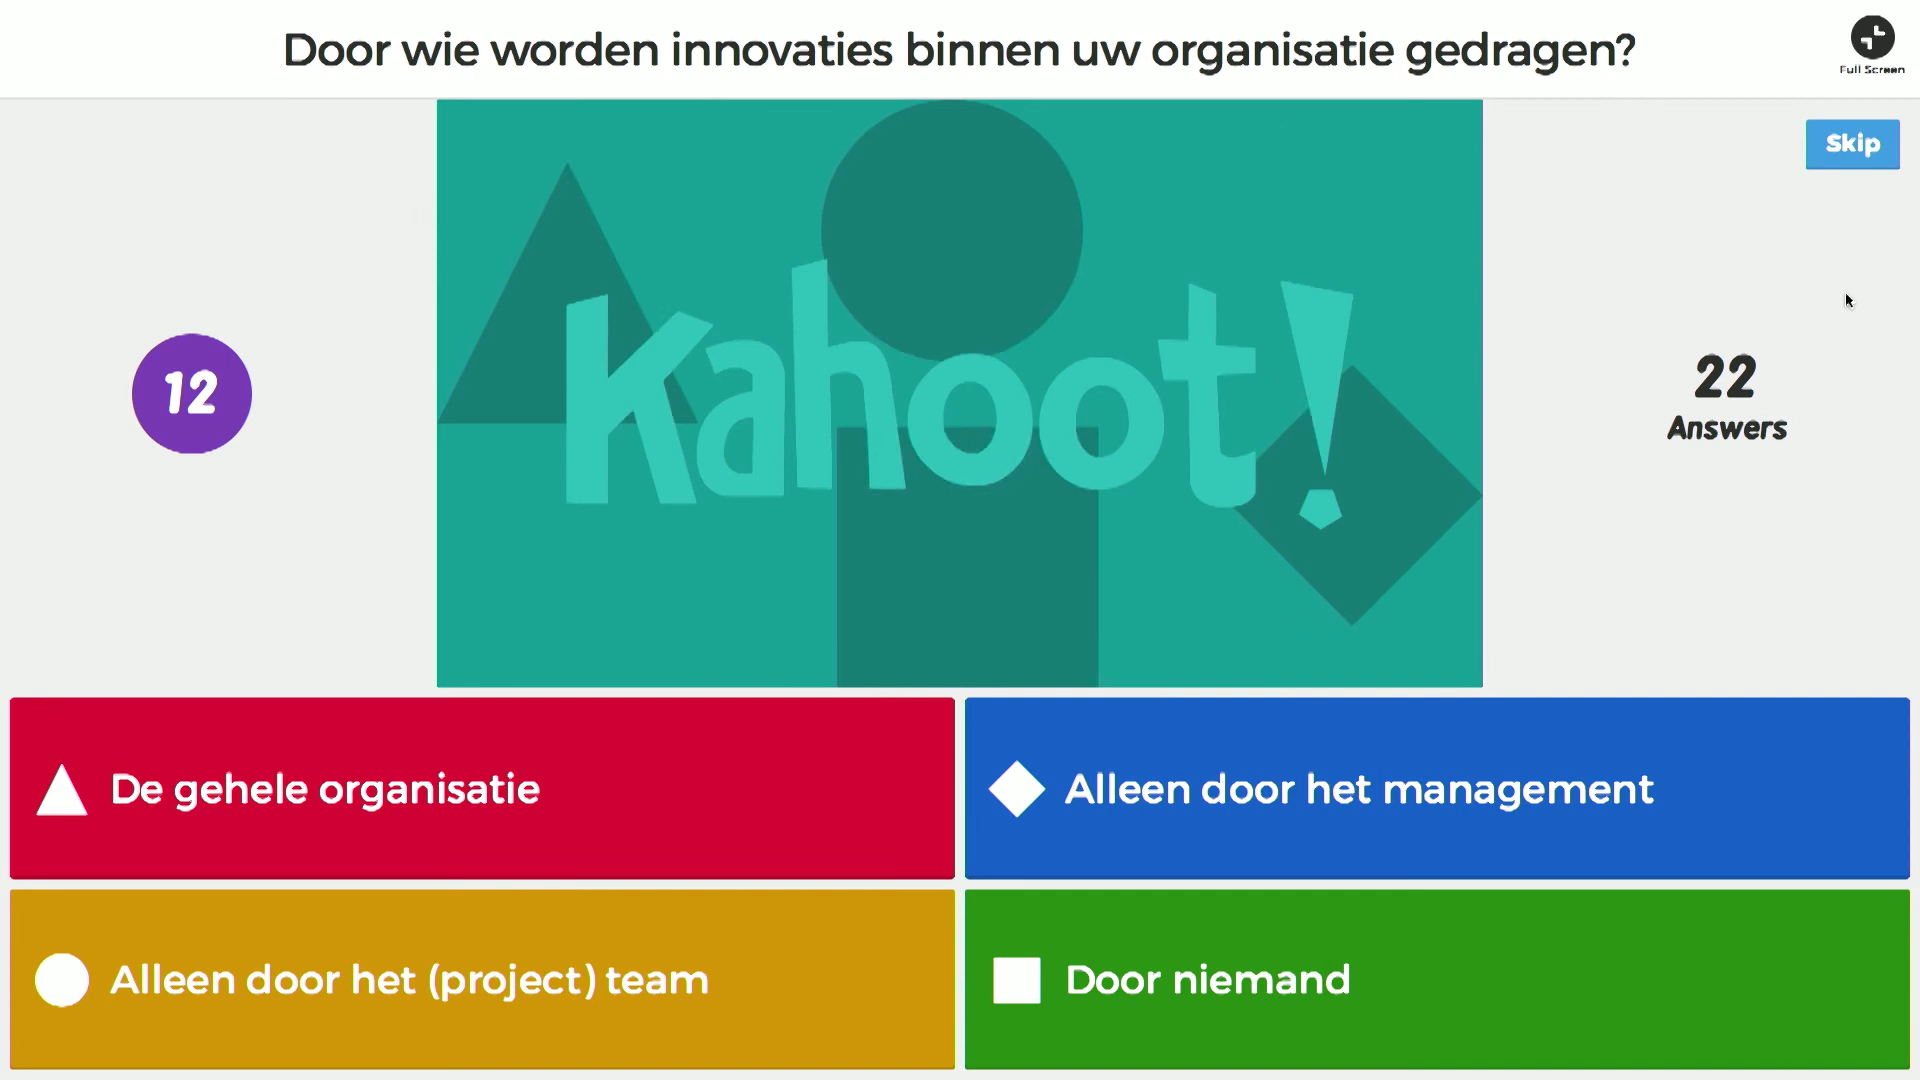 Door wie worden innovaties binnen uw organisatie gedragen?
Full Screen
Skip
Kahoot!
12
22
Answers
De gehele organisatie
Alleen door het management
Alleen door het (project) team
Door niemand